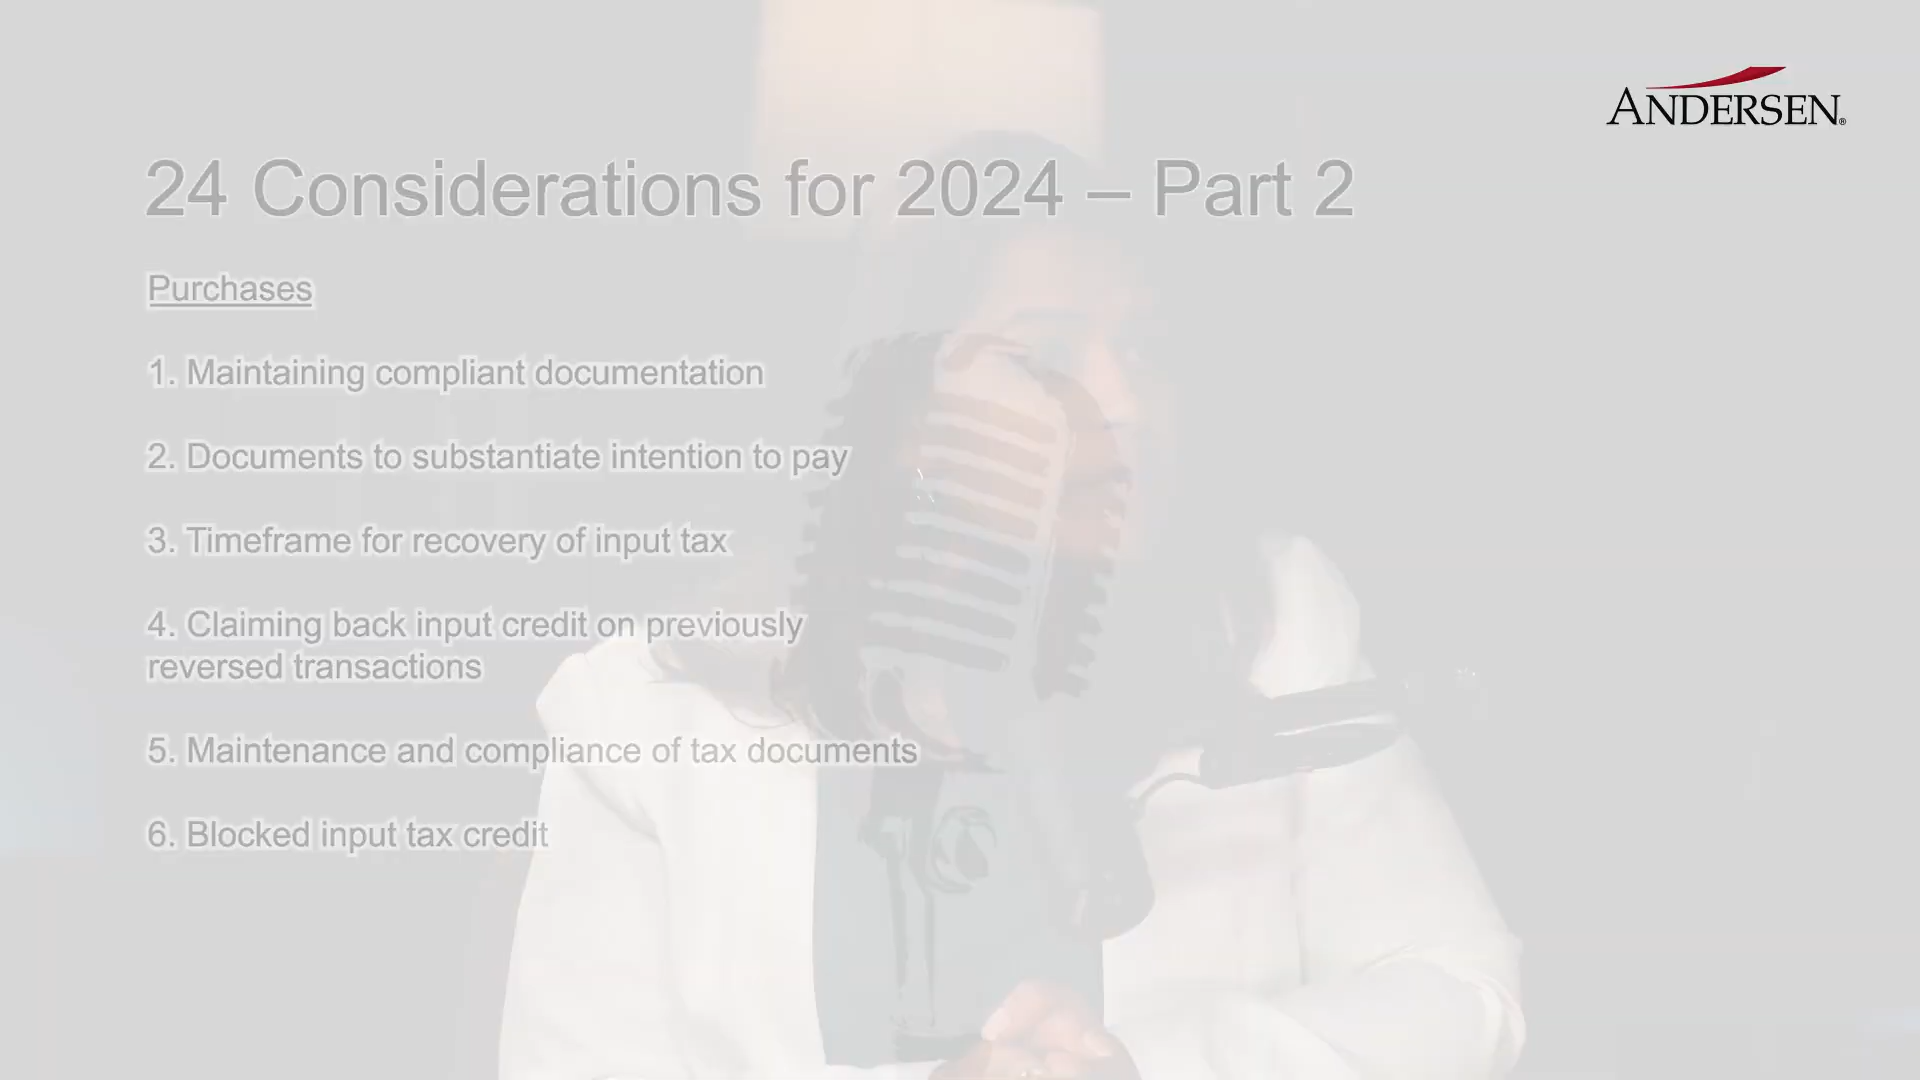 ANDERSEN®
24 Considerations for 2024 – Part 2
Purchases
1. Maintaining compliant documentation
2. Documents to substantiate intention to pay
3. Timeframe for recovery of input tax
4. Claiming back input credit on previously
reversed transactions
5. Maintenance and compliance of tax documents
6. Blocked input tax credit